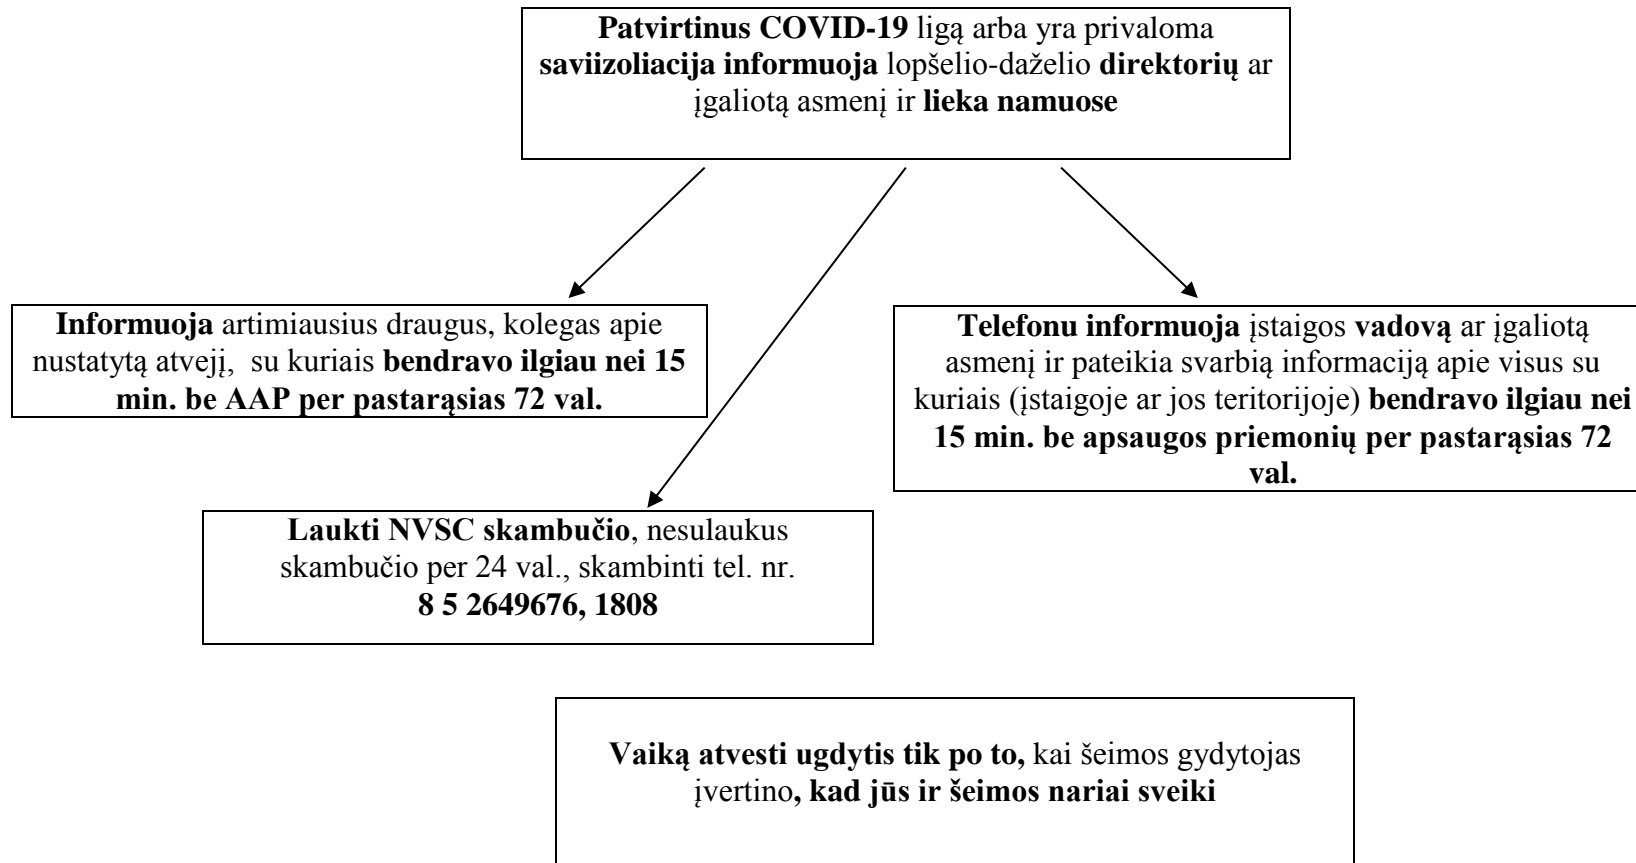 Patvirtinus COVID-19 ligą arba yra privaloma
saviizoliacija informuoja lopšelio-daželio direktorių ar
įgaliotą asmenį ir lieka namuose
Informuoja artimiausius draugus, kolegas apie
nustatytą atvejį, su kuriais bendravo ilgiau nei 15
min. be AAP per pastarąsias 72 val.
Telefonu informuoja įstaigos vadovą ar įgaliotą
asmenį ir pateikia svarbią informaciją apie visus su
kuriais (įstaigoje ar jos teritorijoje) bendravo ilgiau nei
15 min. be apsaugos priemonių per pastarąsias 72
val.
Laukti NVSC skambučio, nesulaukus
skambučio per 24 val., skambinti tel. nr.
8 5 2649676, 1808
Vaiką atvesti ugdytis tik po to, kai šeimos gydytojas
įvertino, kad jūs ir šeimos nariai sveiki